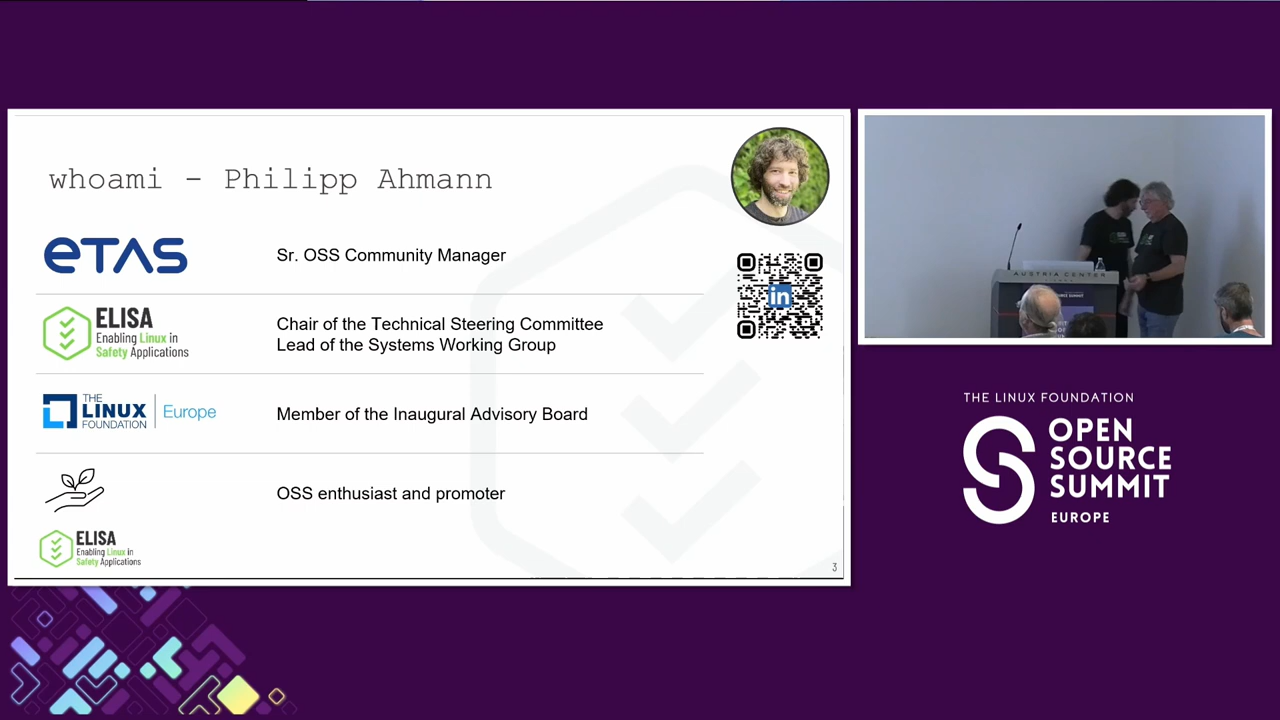 whoami - Philipp Ahmann
eTAS
Sr. OSS Community Manager
ELISA
Enabling Linux in
Safety Applications
Chair of the Technical Steering Committee
Lead of the Systems Working Group
THE
LINUX
FOUNDATION
Europe
Member of the Inaugural Advisory Board
OSS enthusiast and promoter
ELISA
Enabling Linux in
Safety Applications
3
in
AUSTRIA CENTER
THE LINUX FOUNDATION
OPEN
SOURCE
SUMMIT
EUROPE